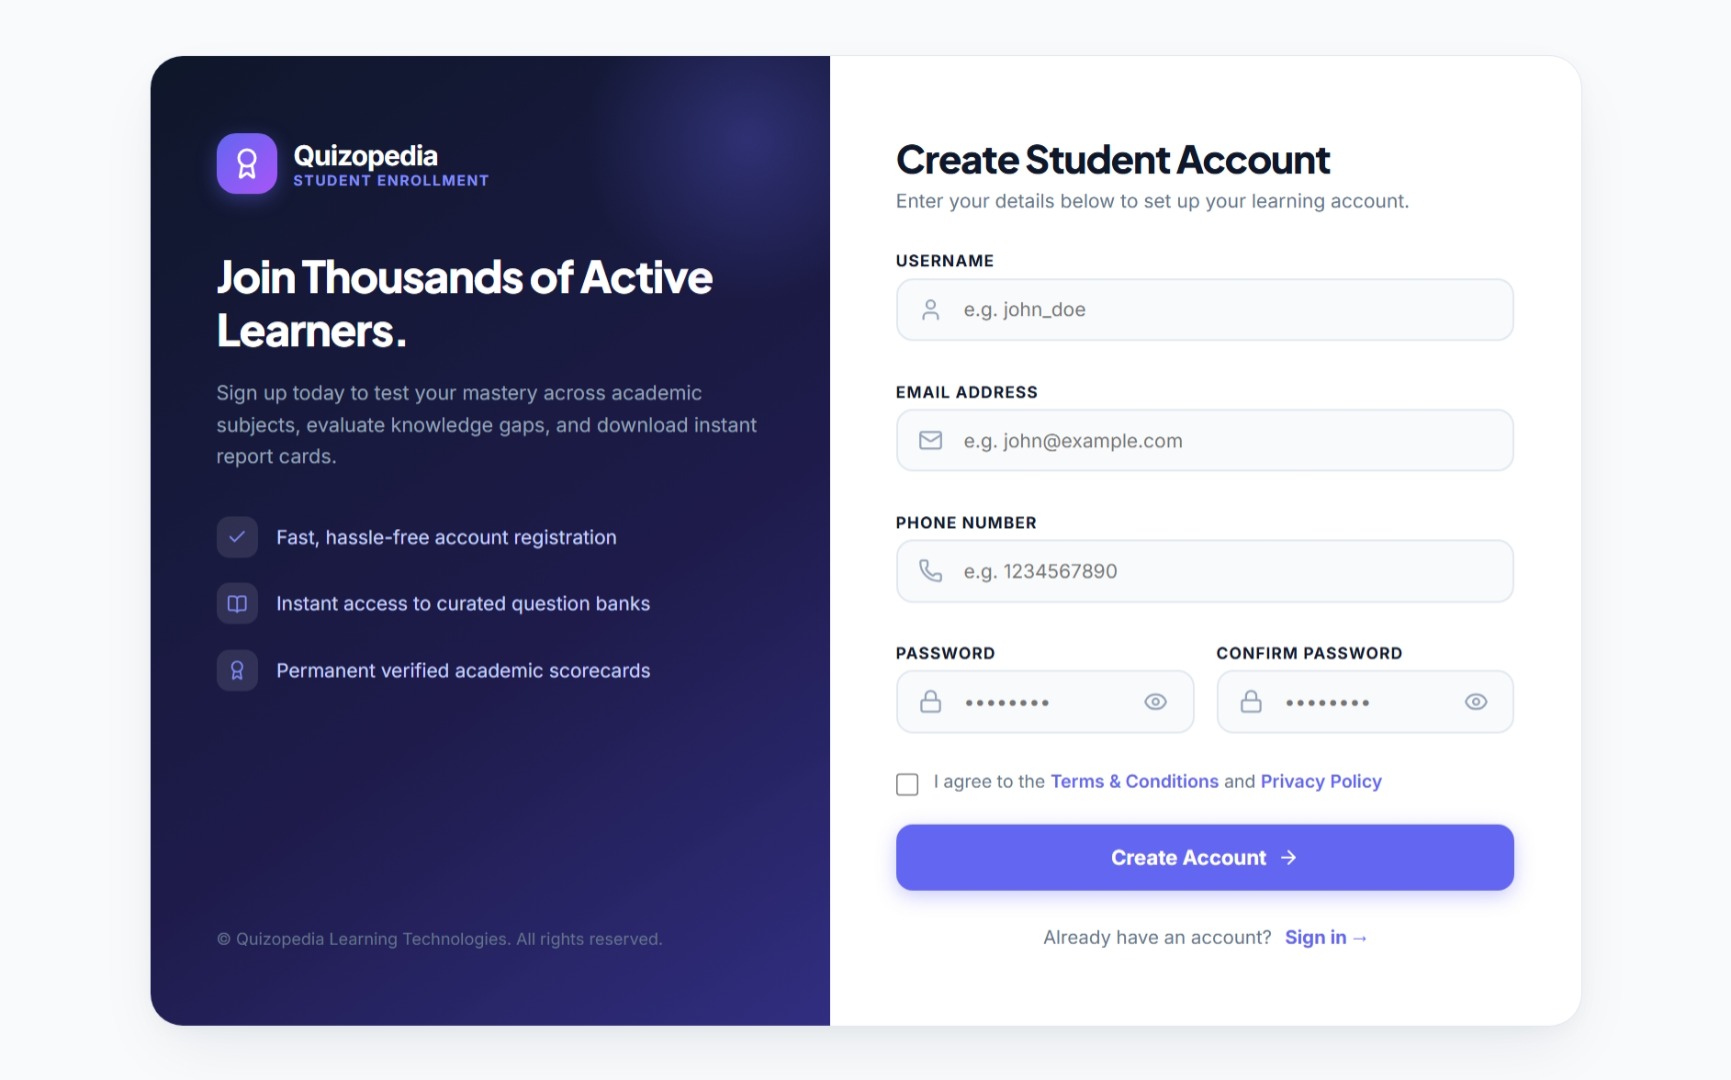 Quizopedia
STUDENT ENROLLMENT
Join Thousands of Active
Learners.
Sign up today to test your mastery across academic
subjects, evaluate knowledge gaps, and download instant
report cards.
Fast, hassle-free account registration
Instant access to curated question banks
Permanent verified academic scorecards
© Quizopedia Learning Technologies. All rights reserved.
Create Student Account
Enter your details below to set up your learning account.
USERNAME
e.g. john_doe
EMAIL ADDRESS
e.g. john@example.com
PHONE NUMBER
e.g. 1234567890
PASSWORD CONFIRM PASSWORD
•••••••• ••••••••
I agree to the Terms & Conditions and Privacy Policy
Create Account →
Already have an account? Sign in →